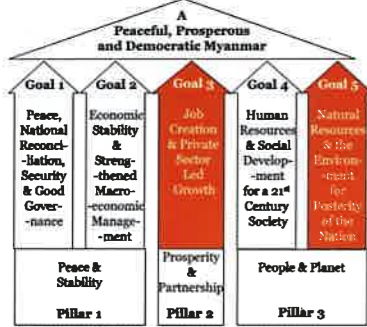 A
Peaceful, Prosperous
and Democratic Myanmar
Goal 1
Peace,
National
Reconci-
-liation,
Security
& Good
Gover-
-nance
Goal 2
Economic
Stability
&
Streng-
thened
Macro-
-economic
Manage-
-ment
Goal 3
Job
Creation
& Private
Sector
Led
Growth
Goal 4
Human
Resources
& Social
Develop-
-ment
for a 21st
Century
Society
Goal 5
Natural
Resources
& the
Environ-
-ment
for
Posterity
of the
Nation
Peace &
Stability
Pillar 1
Prosperity
&
Partnership
Pillar 2
People & Planet
Pillar 3